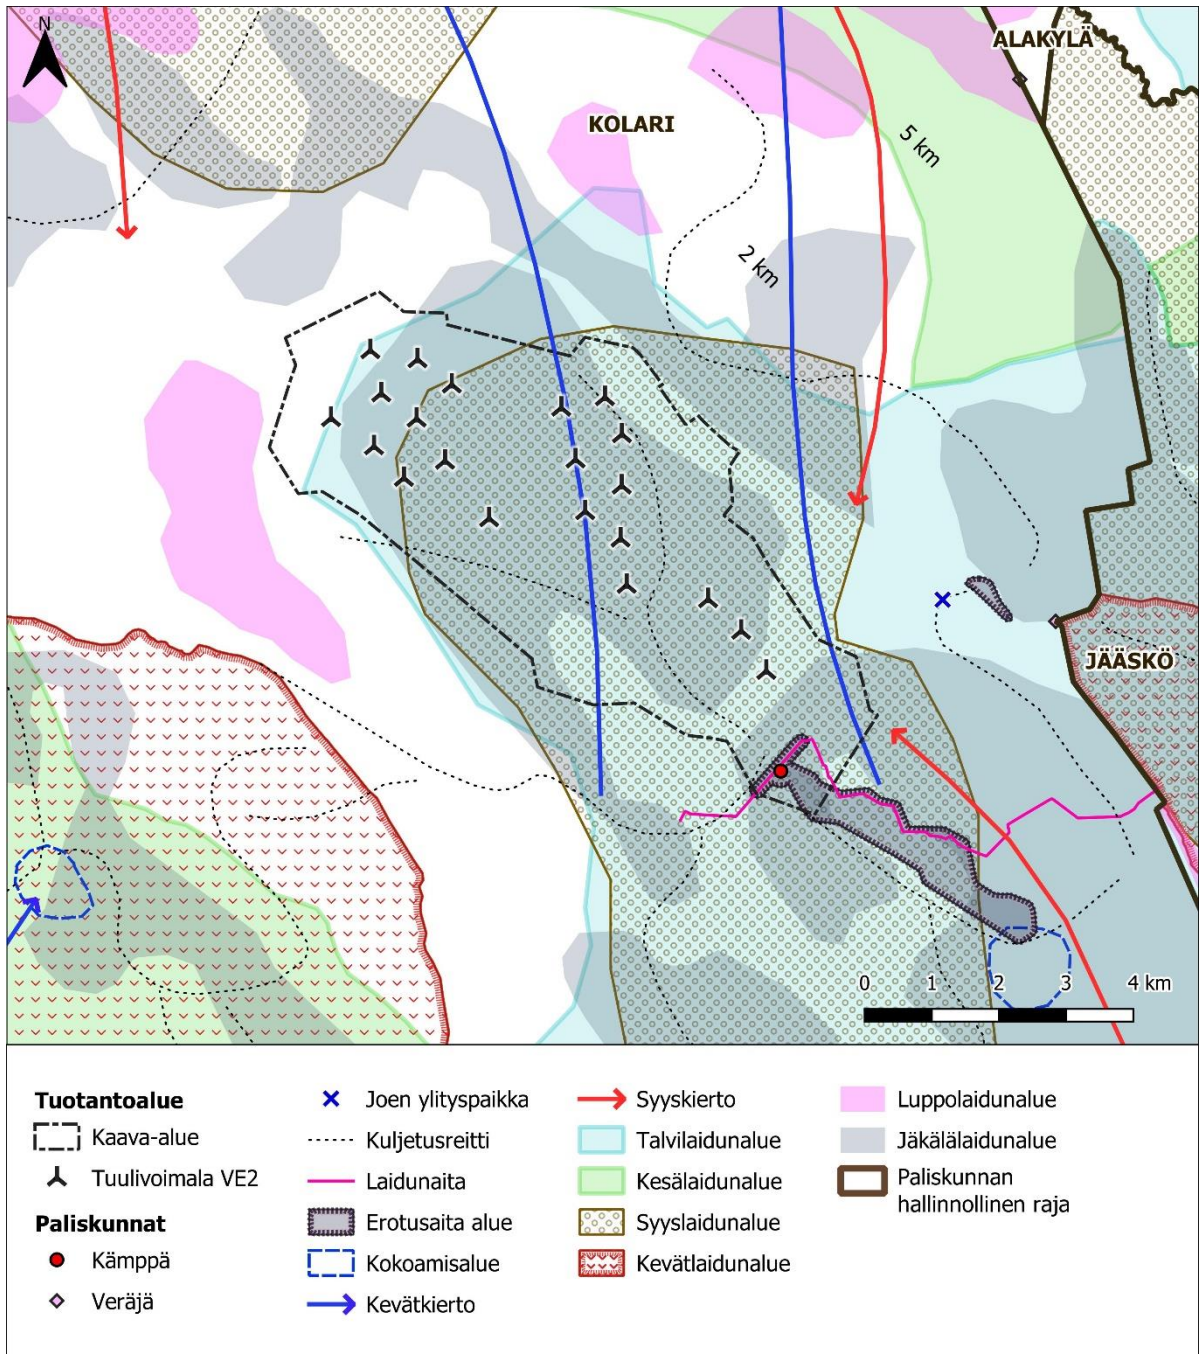 N
ALAKYLÄ
KOLARI
5 km
2 km
JÄÄSKÖ
0 1 2 3 4 km
Tuotantoalue
Kaava-alue
Tuulivoimala VE2
Paliskunnat
Kämppä
Veräjä
Joen ylityspaikka
Kuljetusreitti
Laidunaita
Erotusaita alue
Kokoamisalue
Kevätkierto
Syyskierto
Talvilaidunalue
Kesälaidunalue
Syyslaidunalue
Kevätlaidunalue
Luppolaidunalue
Jäkälälaidunalue
Paliskunnan
hallinnollinen raja